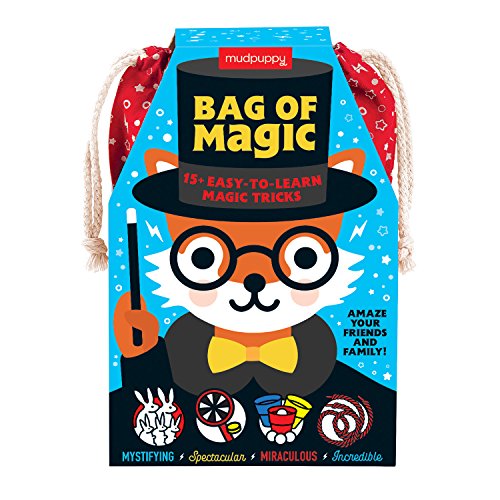 mudpuppy
BAG OF
MAGIC
15+ EASY-TO-LEARN
MAGIC TRICKS
AMAZE
YOUR
FRIENDS
AND
FAMILY!
MYSTIFYING Spectacular MIRACULOUS Incredible